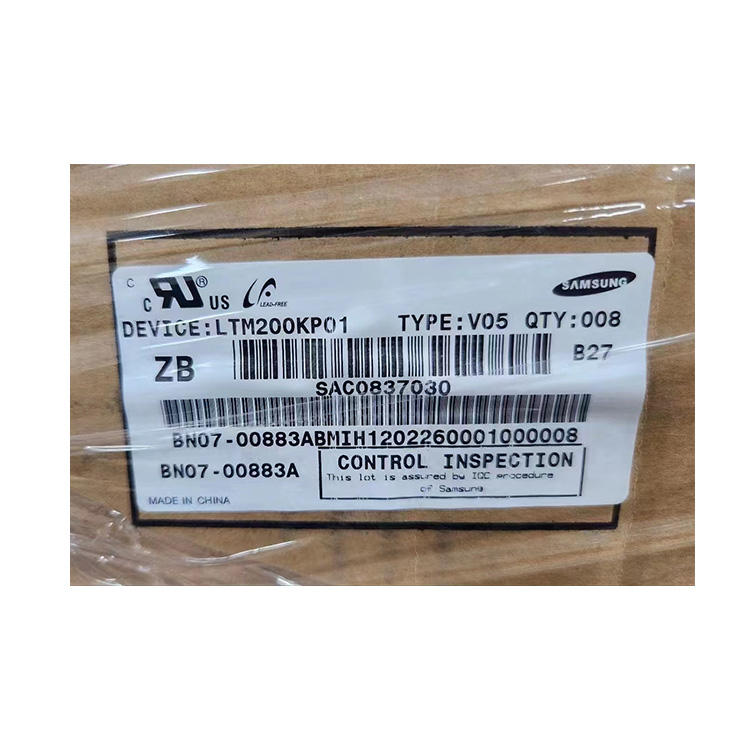 C
C RU® US LEAD-FREE SAMSUNG
DEVICE:LTM200KP01 TYPE:V05 QTY:008
ZB B27
SAC0837030
BN07-00883ABMIH1202260001000008
BN07-00883A
CONTROL INSPECTION
This lot is assured by IQC procedure
of Samsung
MADE IN CHINA